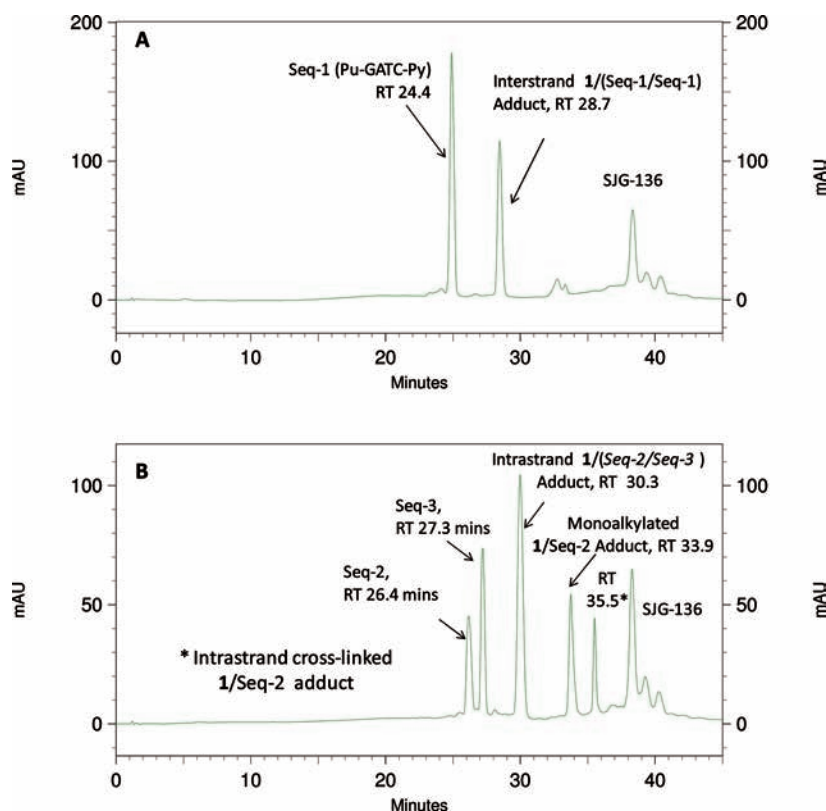 A
200
200
Seq-1 (Pu-GATC-Py)
RT 24.4
Interstrand 1/(Seq-1/Seq-1)
Adduct, RT 28.7
SJG-136
mAU
100
100
mAU
0
0
0 10 20 30 40
Minutes
B
Intrastrand 1/(Seq-2/Seq-3 )
Adduct, RT 30.3
100
100
Seq-3,
RT 27.3 mins
Monoalkylated
1/Seq-2 Adduct, RT 33.9
Seq-2,
RT 26.4 mins
RT
35.5*
SJG-136
mAU
50
50
mAU
* Intrastrand cross-linked
1/Seq-2 adduct
0
0
0 10 20 30 40
Minutes